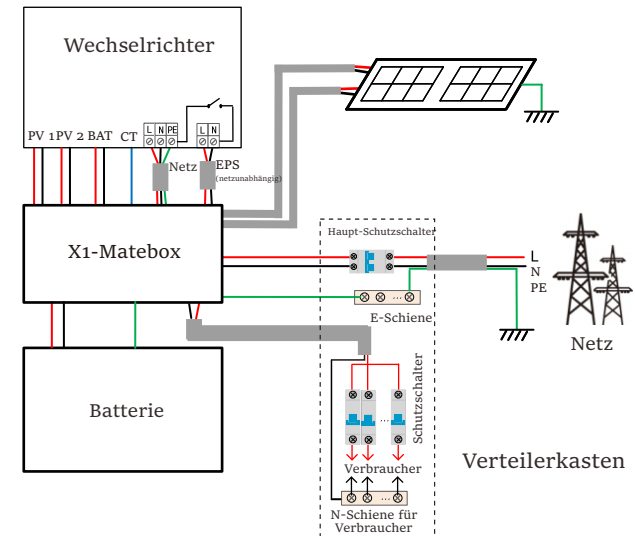 Wechselrichter
PV 1 PV 2 BAT CT
L N PE
L N
Netz
EPS
(netzunabhängig)
X1-Matebox
Haupt-Schutzschalter
L
N
PE
E-Schiene
Netz
Batterie
Schutzschalter
...
Verbraucher
Verteilerkasten
...
N-Schiene für
Verbraucher